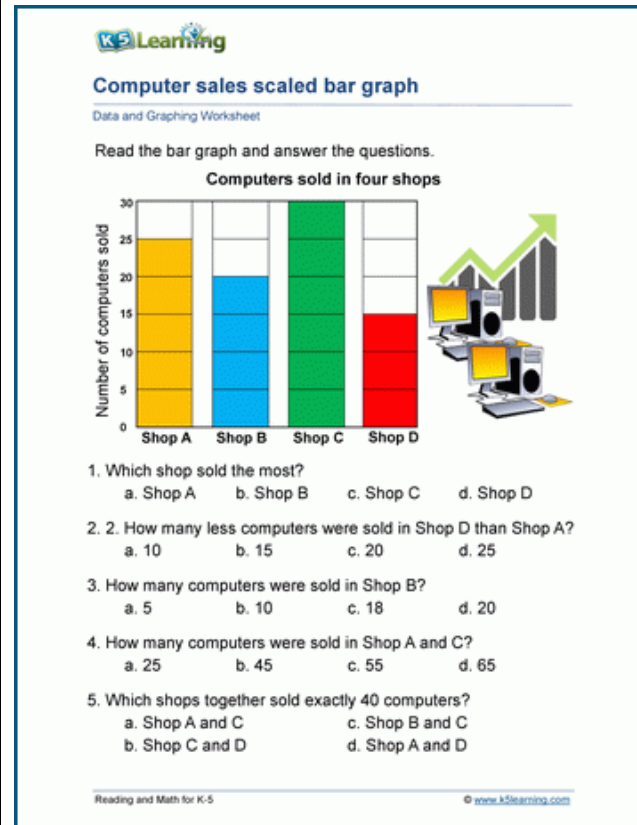 K5 Learning
Computer sales scaled bar graph
Data and Graphing Worksheet
Read the bar graph and answer the questions.
Computers sold in four shops
Number of computers sold
30
25
20
15
10
5
0
Shop A Shop B Shop C Shop D
1. Which shop sold the most?
a. Shop A b. Shop B c. Shop C d. Shop D
2. 2. How many less computers were sold in Shop D than Shop A?
a. 10 b. 15 c. 20 d. 25
3. How many computers were sold in Shop B?
a. 5 b. 10 c. 18 d. 20
4. How many computers were sold in Shop A and C?
a. 25 b. 45 c. 55 d. 65
5. Which shops together sold exactly 40 computers?
a. Shop A and C c. Shop B and C
b. Shop C and D d. Shop A and D
Reading and Math for K-5 © www.k5learning.com